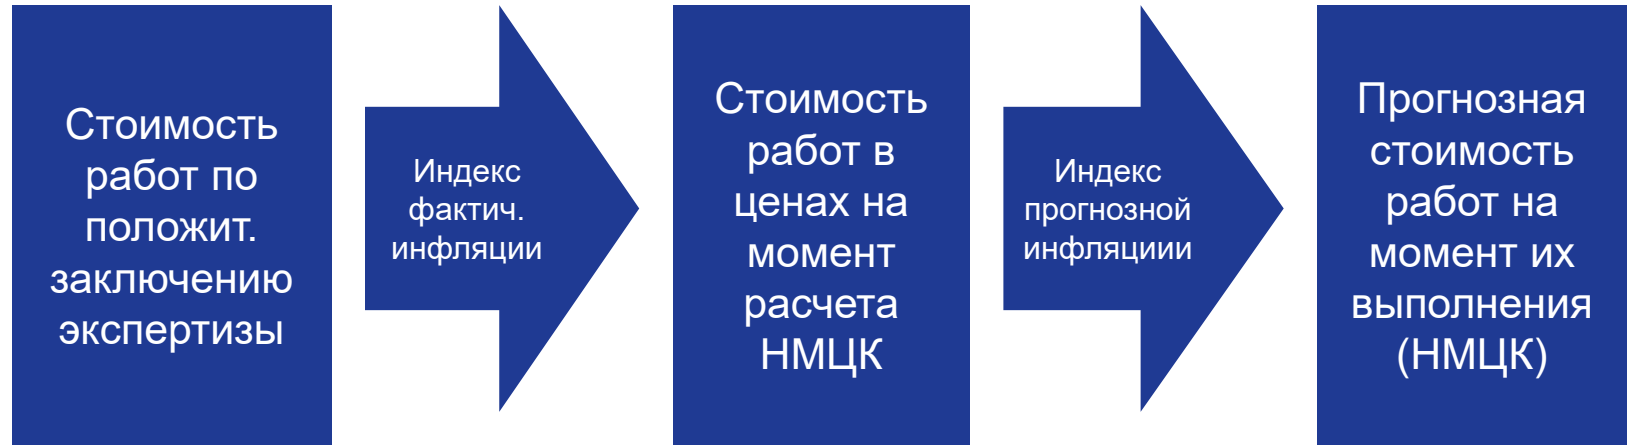 Стоимость
работ по
положит.
заключению
экспертизы
Индекс
фактич.
инфляции
Стоимость
работ в
ценах на
момент
расчета
НМЦК
Индекс
прогнозной
инфляциии
Прогнозная
стоимость
работ на
момент их
выполнения
(НМЦК)